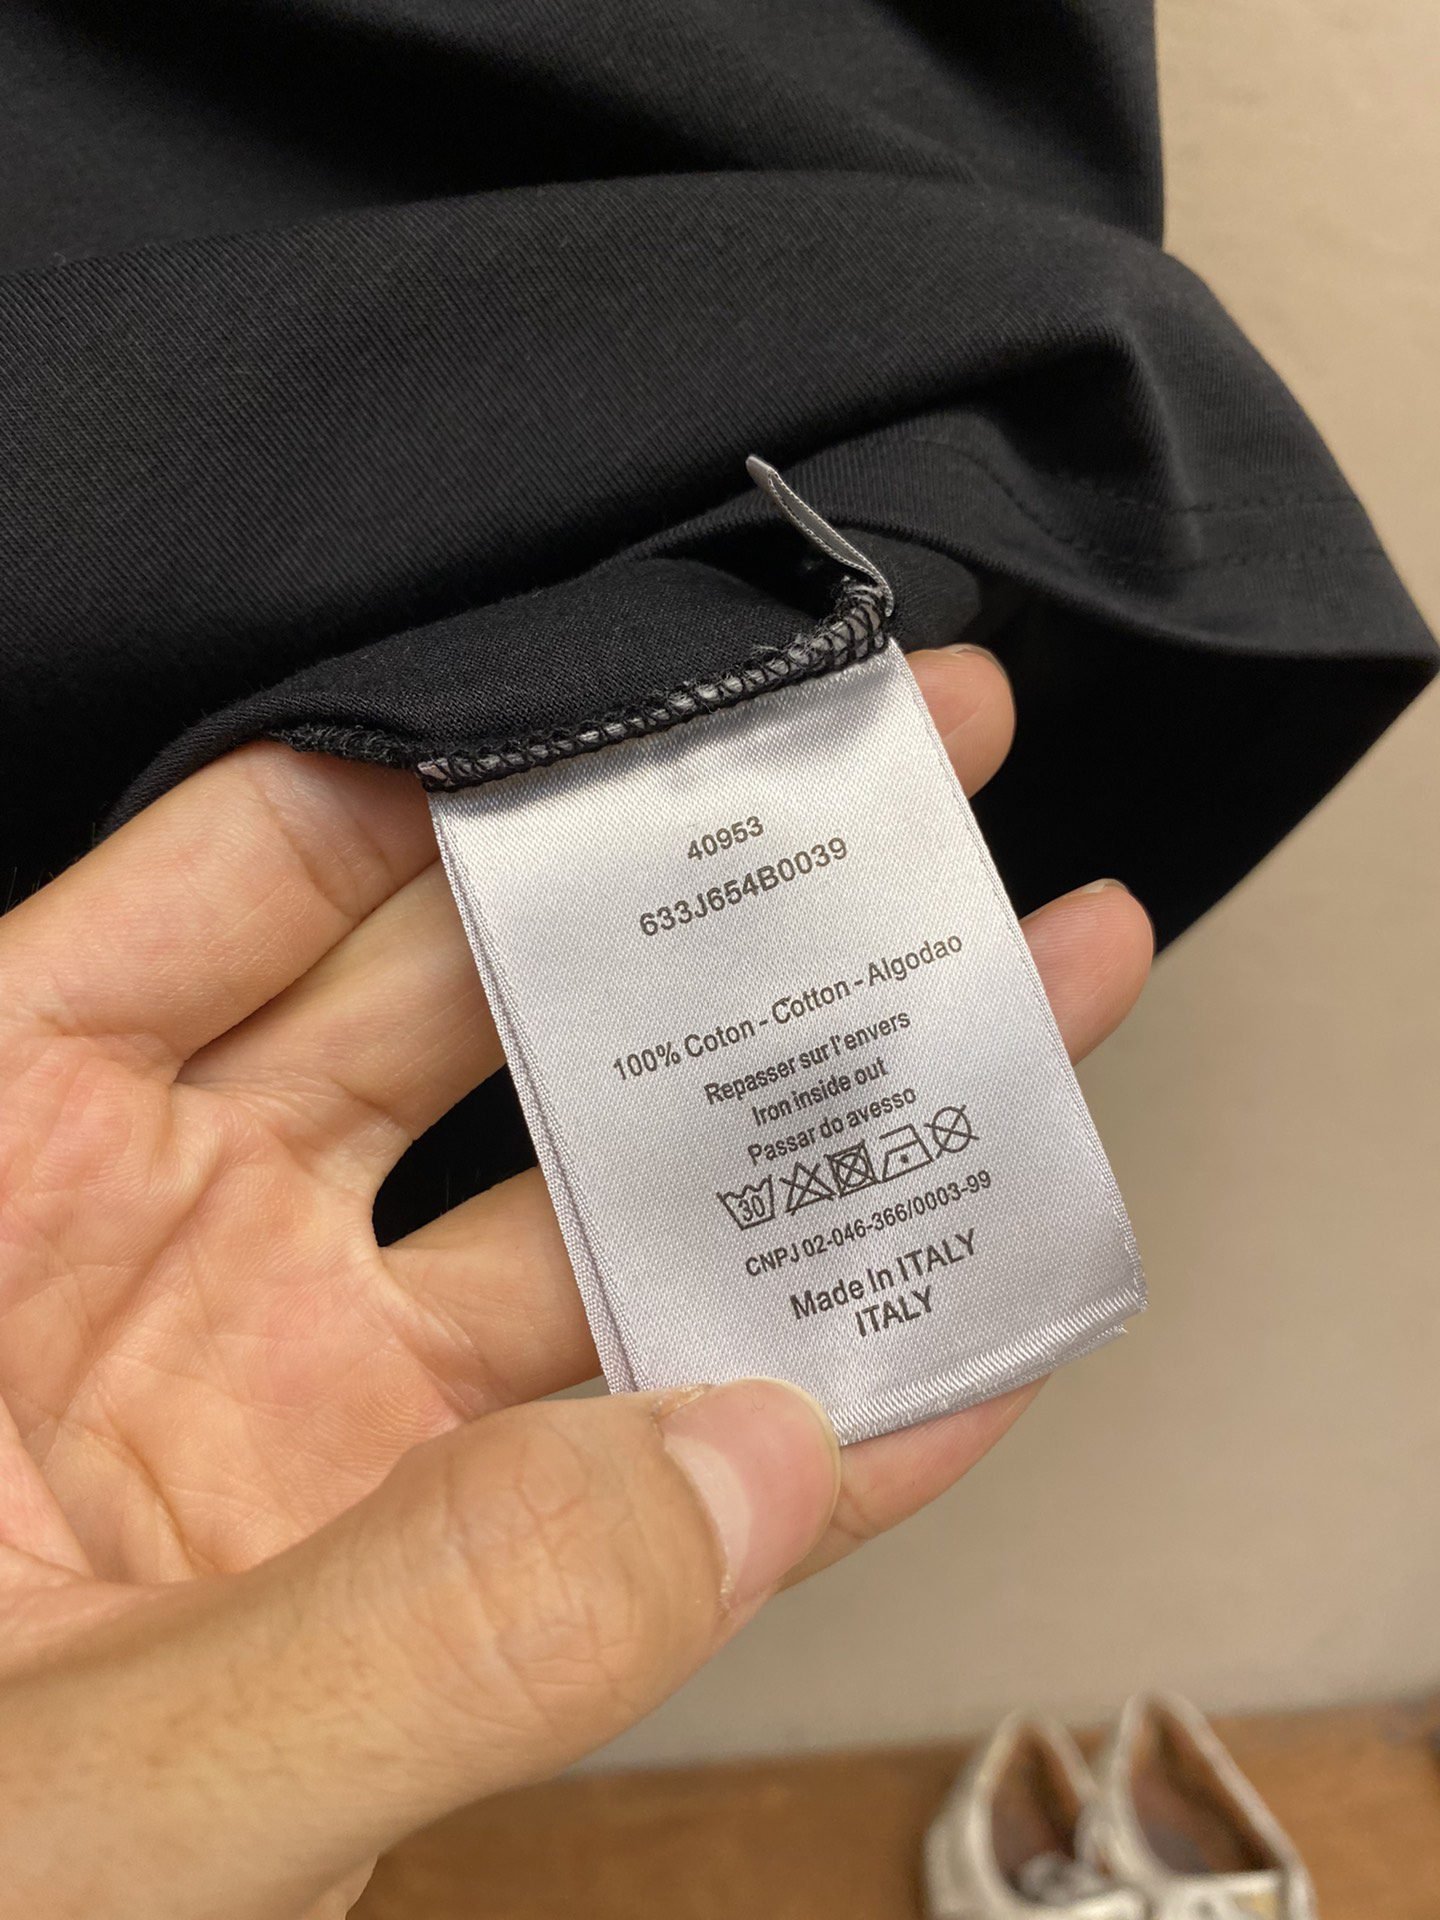 40953
633J654B0039
100% Coton - Cotton - Algodao
Repasser sur l'envers
Iron inside out
Passar do avesso
30
CNPJ 02-046-366/0003-99
Made In ITALY
ITALY